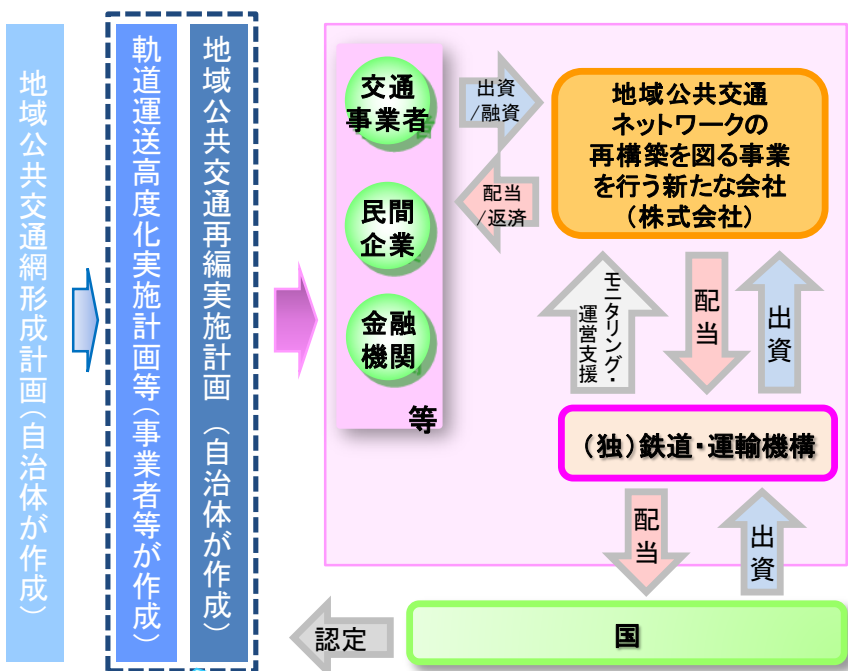 地域公共交通網形成計画(自治体が作成)
軌道運送高度化実施計画等(事業者等が作成)
地域公共交通再編実施計画 (自治体が作成)
交通
事業者
民間
企業
金融
機関
等
出資
/融資
配当
/返済
地域公共交通
ネットワークの
再構築を図る事業
を行う新たな会社
(株式会社)
モニタリング・
運営支援
配当
出資
(独)鉄道・運輸機構
配当
出資
認定
国